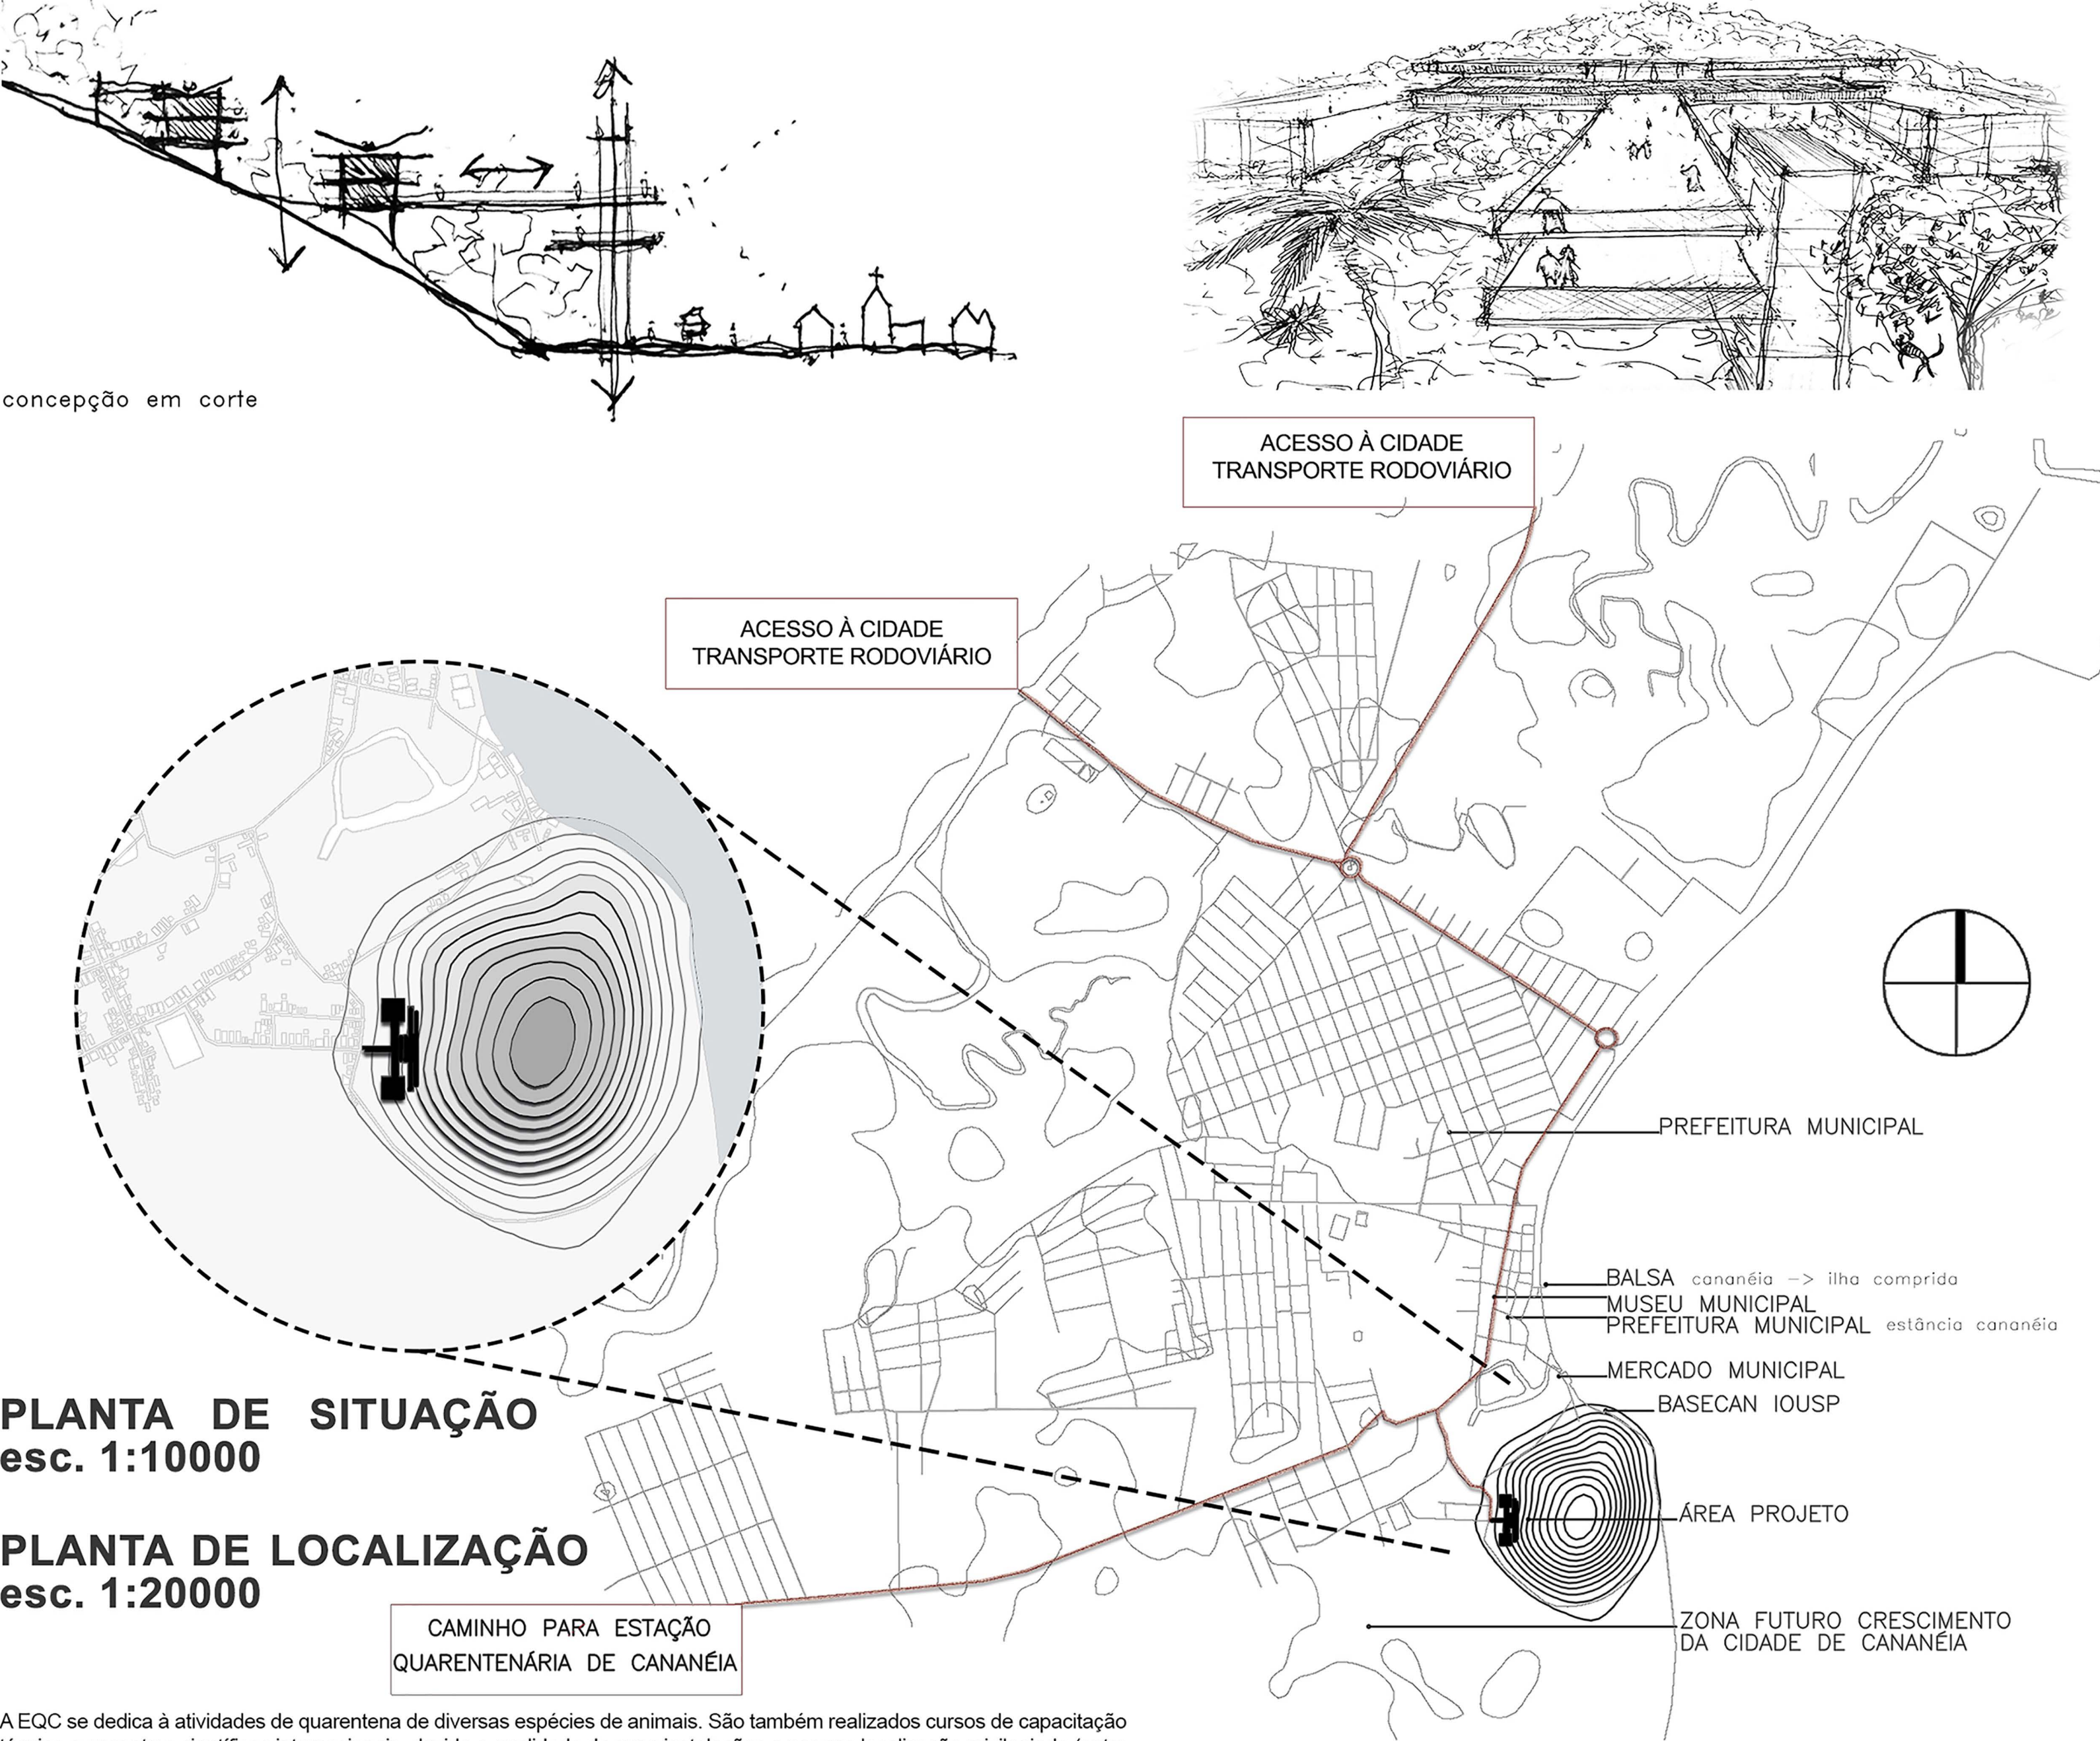 concepção em corte
ACESSO À CIDADE
TRANSPORTE RODOVIÁRIO
ACESSO À CIDADE
TRANSPORTE RODOVIÁRIO
PREFEITURA MUNICIPAL
BALSA cananéia -> ilha comprida
MUSEU MUNICIPAL
PREFEITURA MUNICIPAL estância cananéia
MERCADO MUNICIPAL
BASECAN IOUSP
ÁREA PROJETO
ZONA FUTURO CRESCIMENTO
DA CIDADE DE CANANÉIA
PLANTA DE SITUAÇÃO
esc. 1:10000
PLANTA DE LOCALIZAÇÃO
esc. 1:20000
CAMINHO PARA ESTAÇÃO
QUARENTENÁRIA DE CANANÉIA
A EQC se dedica à atividades de quarentena de diversas espécies de animais. São também realizados cursos de capacitação